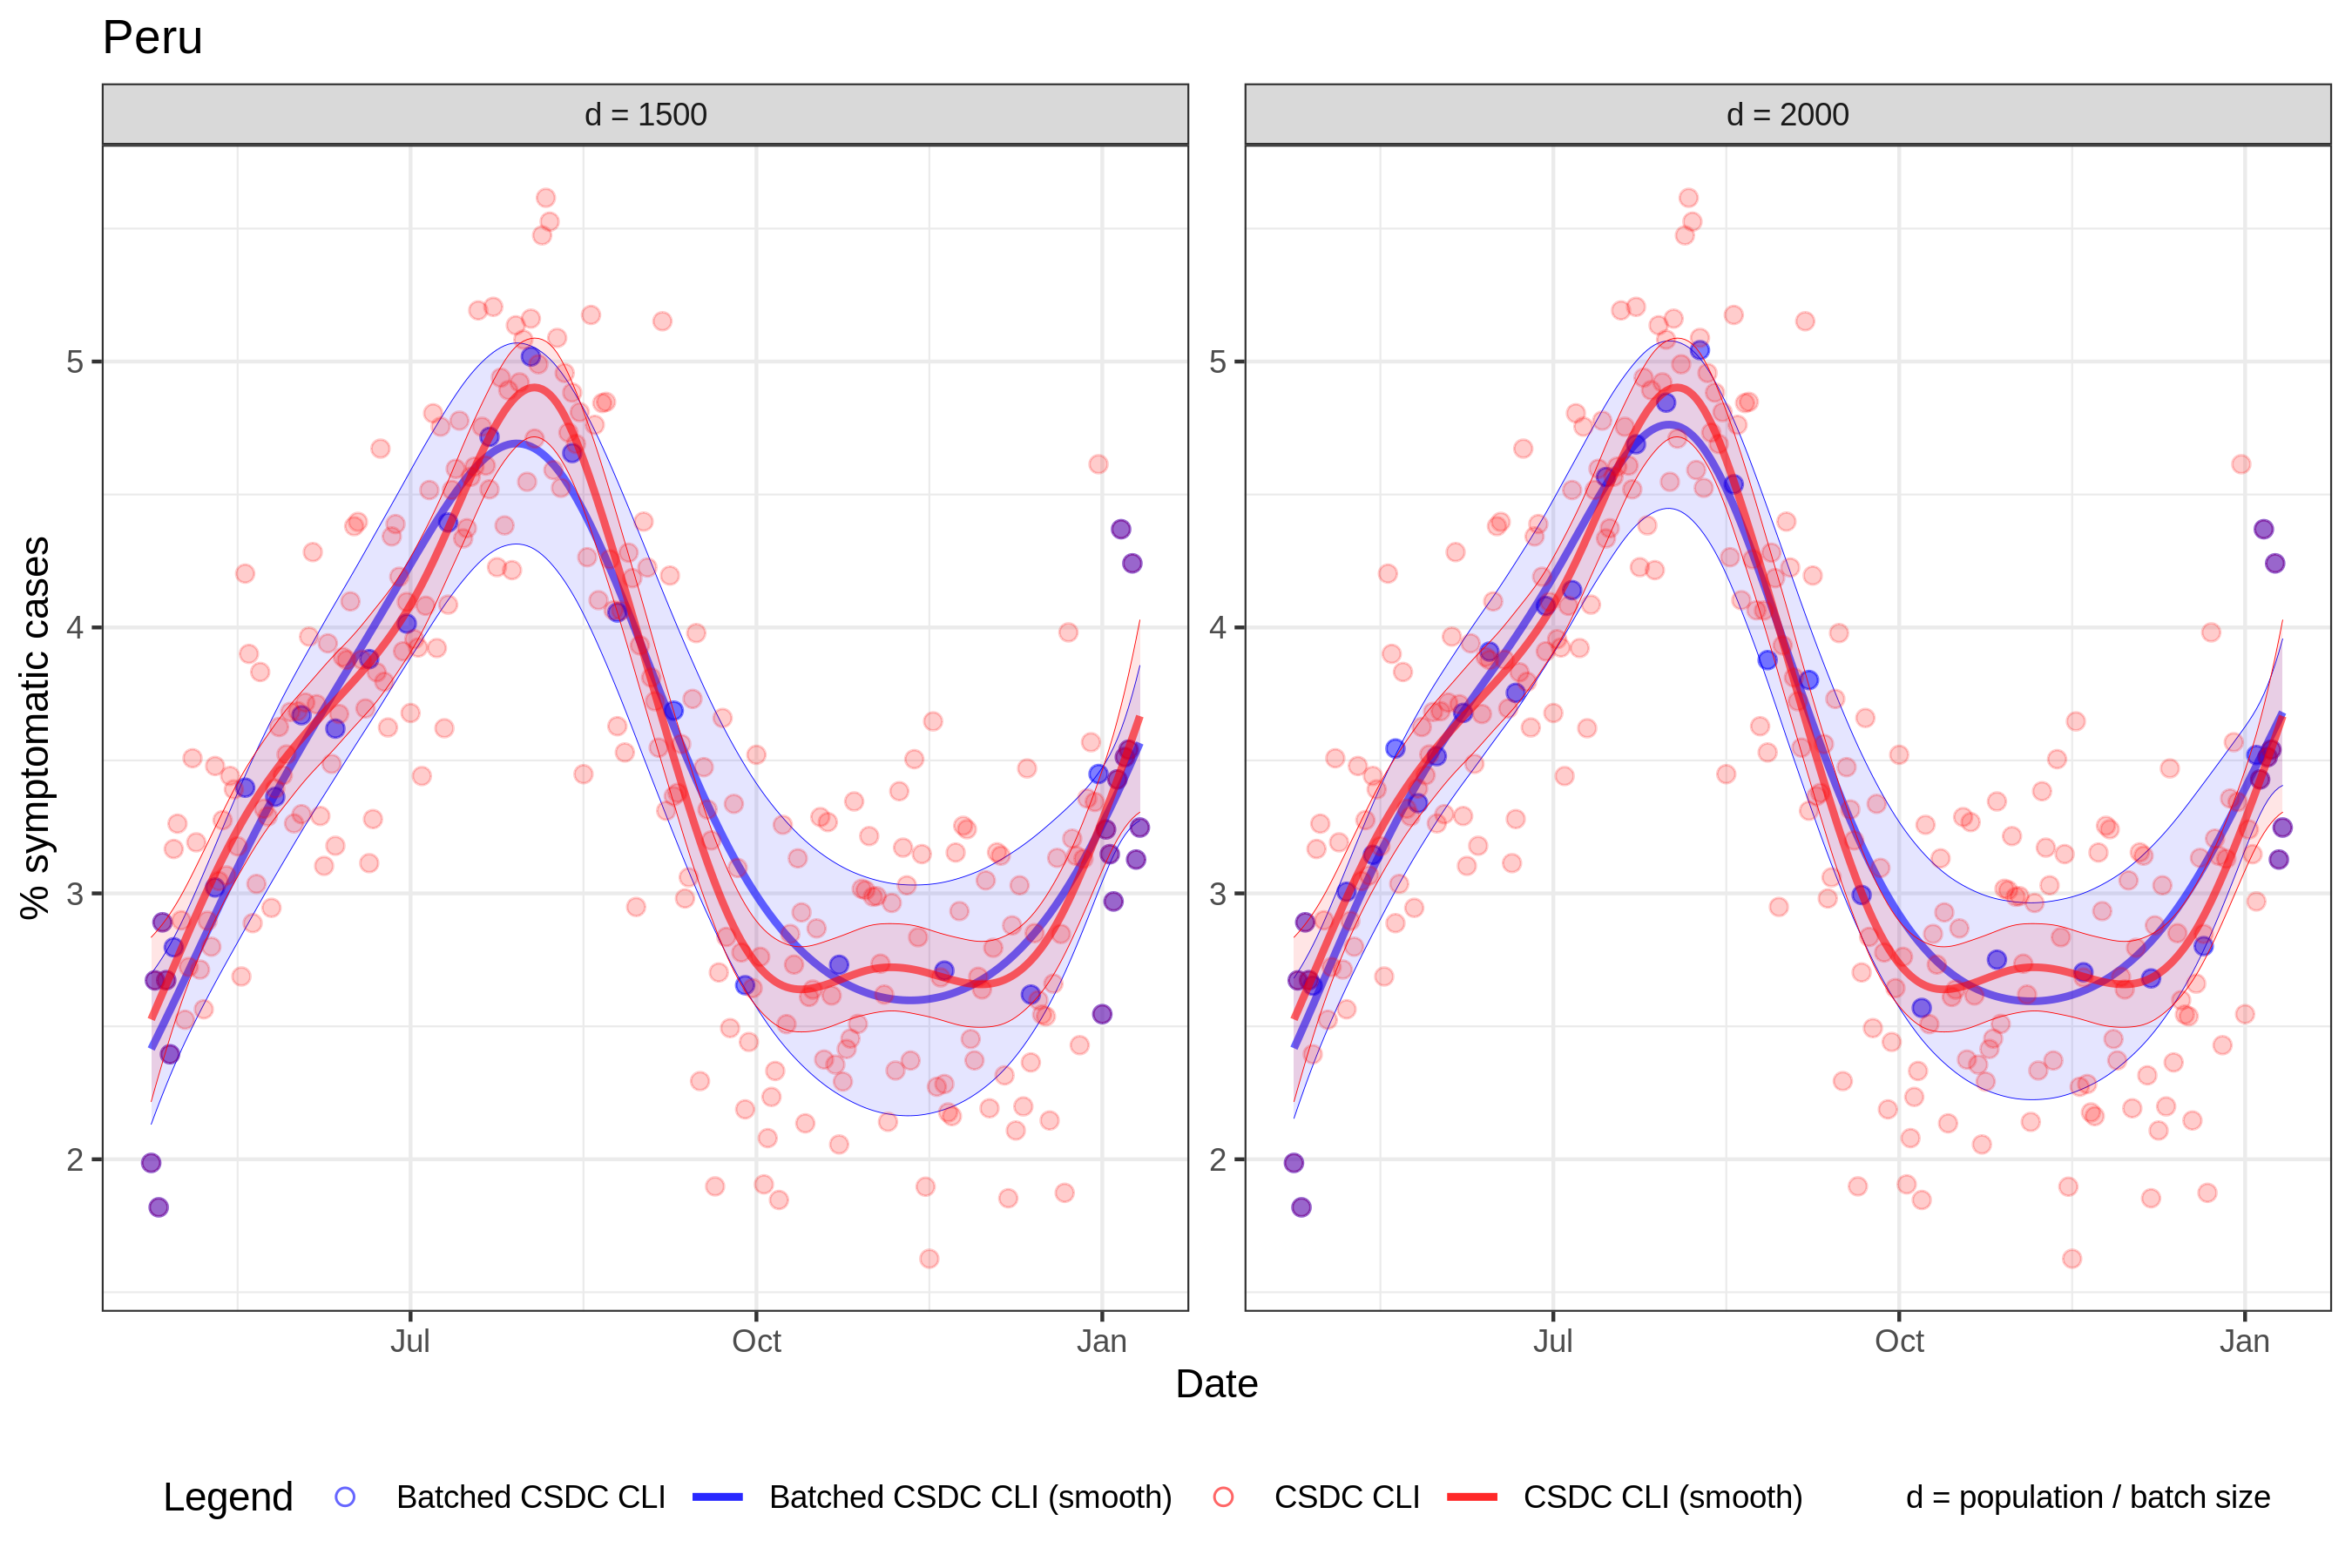 Peru
d = 1500
d = 2000
% symptomatic cases
5
4
3
2
5
4
3
2
Jul
Oct
Jan
Jul
Oct
Jan
Date
Legend
Batched CSDC CLI
Batched CSDC CLI (smooth)
CSDC CLI
CSDC CLI (smooth)
d = population / batch size